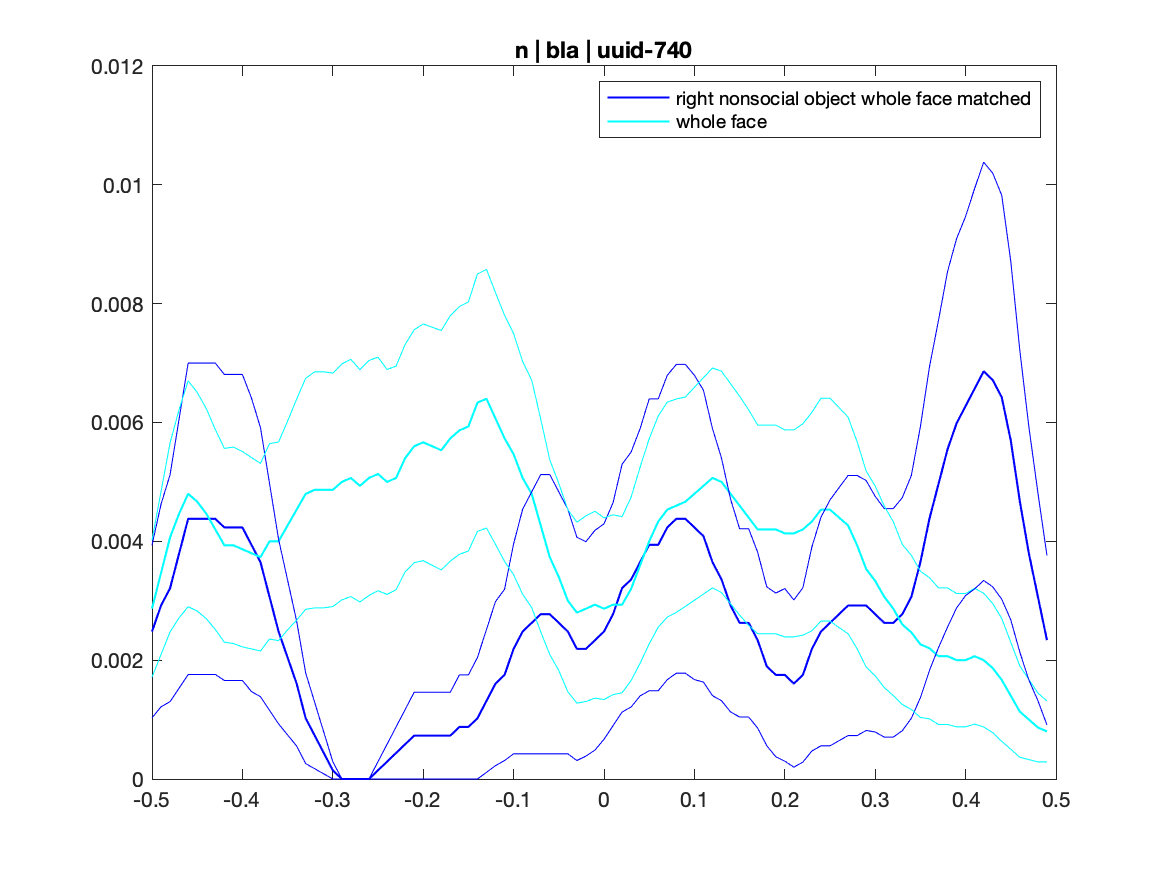 n | bla | uuid-740
0.012
0.01
0.008
0.006
0.004
0.002
0
right nonsocial object whole face matched
whole face
-0.5 -0.4 -0.3 -0.2 -0.1 0 0.1 0.2 0.3 0.4 0.5